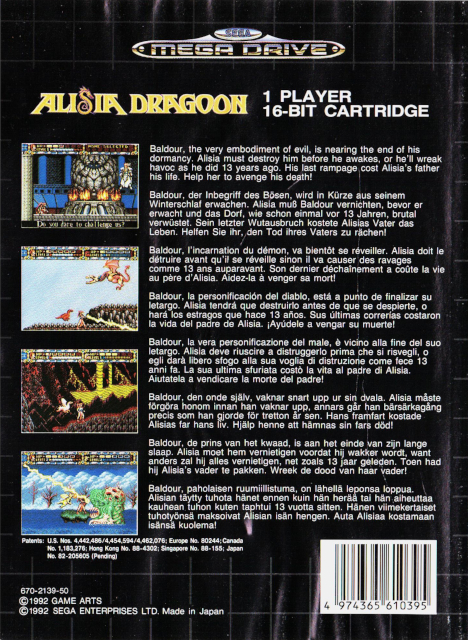 SEGA
MEGA DRIVE
ALISIA DRAGOON
1 PLAYER
16-BIT CARTRIDGE
Baldour, the very embodiment of evil, is nearing the end of his
dormancy. Alisia must destroy him before he awakes, or he'll wreak
havoc as he did 13 years ago. His last rampage cost Alisia's father
his life. Help her to avenge his death!
Do you dare to challenge me?
Baldour, der Inbegriff des Bösen, wird in Kürze aus seinem
Winterschlaf erwachen. Alisia muß Baldour vernichten, bevor er
erwacht und das Dorf, wie schon einmal vor 13 Jahren, brutal
verwüstet. Sein letzter Wutausbruch kostete Alisias Vater das
Leben. Helfen Sie ihr, den Tod ihres Vaters zu rächen!
Baldour, l'incarnation du démon, va bientôt se réveiller. Alisia doit le
détruire avant qu'il se réveille sinon il va causer des ravages
comme 13 ans auparavant. Son dernier déchaînement a coûte la vie
au père d'Alisia. Aidez-la à venger sa mort!
Baldour, la personificación del diablo, está a punto de finalizar su
letargo. Alisia tendrá que destruirlo antes de que se despierte, o
hará los estragos que hace 13 años. Sus últimas correrías costaron
la vida del padre de Alisia. ¡Ayúdele a vengar su muerte!
Baldour, la vera personificazione del male, è vicino alla fine del suo
letargo. Alisia deve riuscire a distruggerlo prima che si risvegli, o
egli darà libero sfogo alla sua voglia di distruzione come fece 13
anni fa. La sua ultima sfuriata costò la vita al padre di Alisia.
Aiutatela a vendicare la morte del padre!
Baldour, den onde själv, vaknar snart upp ur sin dvala. Alisia måste
förgöra honom innan han vaknar upp, annars går han bärsärkagång
precis som han gjorde för tretton år sen. Hans framfart kostade
Alisias far hans liv. Hjälp henne att hämnas sin fars död!
Baldour, de prins van het kwaad, is aan het einde van zijn lange
slaap. Alisia moet hem vernietigen voordat hij wakker wordt, want
anders zal hij alles vernietigen, net zoals 13 jaar geleden. Toen had
hij Alisia's vader te pakken. Wreek de dood van haar vader!
Baldour, paholaisen ruumiillistuma, on lähellä leponsa loppua.
Alisian täytty tuhota hänet ennen kuin hän herää tai hän aiheuttaa
kauhean tuhon kuten taphtui 13 vuotta sitten. Hänen viimekertaiset
tuhotyönsä maksoivat Alisian isän hengen. Auta Alisiaa kostamaan
isänsä kuolema!
Patents: U.S. Nos. 4,442,486/4,454,594/4,462,076; Europe No. 80244; Canada
No. 1,183,276; Hong Kong No. 88-4302; Singapore No. 88-155; Japan
No. 82-205605 (Pending)
670-2139-50
©1992 GAME ARTS
©1992 SEGA ENTERPRISES LTD. Made in Japan
4 974365 610395